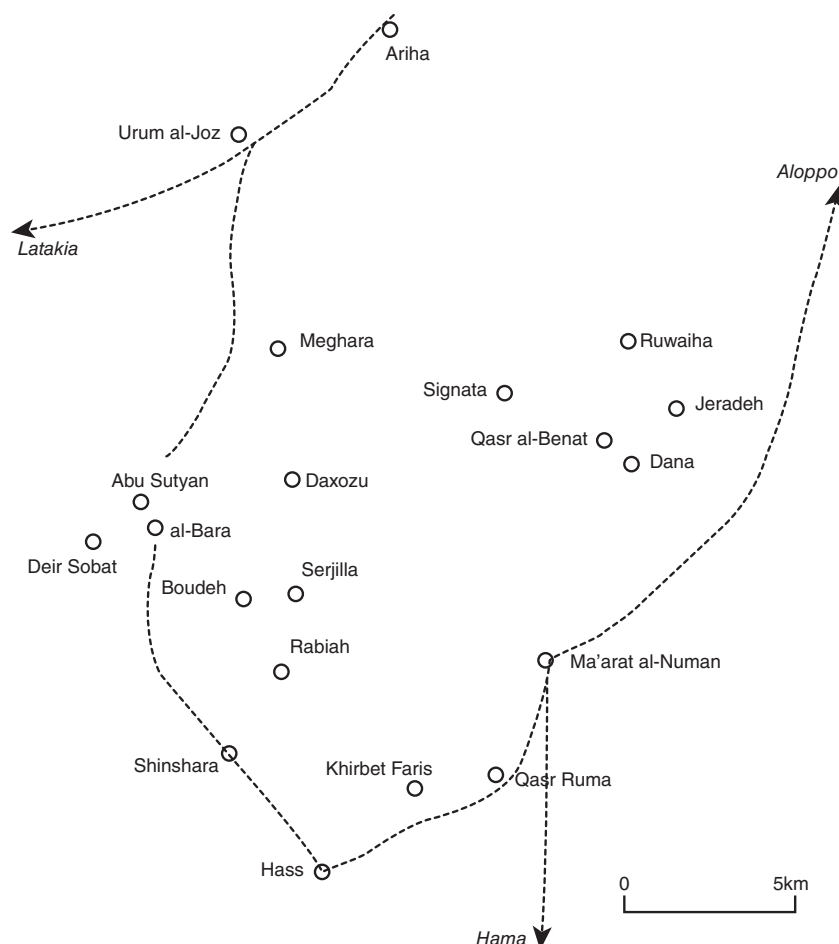 Ariha
Urum al-Joz
Aloppo
Latakia
Meghara
Ruwaiha
Signata
Jeradeh
Qasr al-Benat
Dana
Abu Sutyan
Daxozu
al-Bara
Deir Sobat
Serjilla
Boudeh
Rabiah
Ma'arat al-Numan
Shinshara
Khirbet Faris
Qasr Ruma
Hass
0 5km
Hama